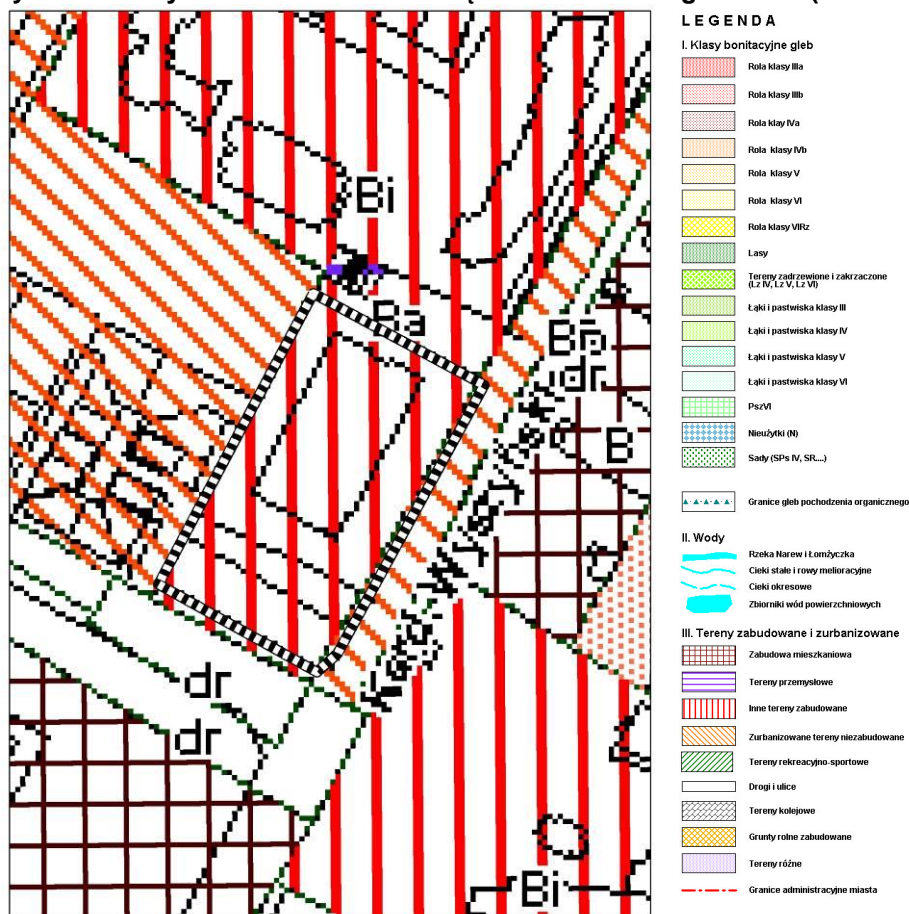 Bi
Ba
Bi
dr
B
dr
dr
Bi
LEGENDA
I. Klasy bonitacyjne gleb
Rola klasy IIIa
Rola klasy IIIb
Rola klay IVa
Rola klasy IVb
Rola klasy V
Rola klasy VI
Rola klasy VIRz
Lasy
Tereny zadrzewione i zakrzaczone
(Lz IV, Lz V, Lz VI)
Łąki i pastwiska klasy III
Łąki i pastwiska klasy IV
Łąki i pastwiska klasy V
Łąki i pastwiska klasy VI
PszVI
Nieużytki (N)
Sady (SPs IV, SR....)
Granice gleb pochodzenia organicznego
II. Wody
Rzeka Narew i Łomżyczka
Cieki stałe i rowy melioracyjne
Cieki okresowe
Zbiorniki wód powierzchniowych
III. Tereny zabudowane i zurbanizowane
Zabudowa mieszkaniowa
Tereny przemysłowe
Inne tereny zabudowane
Zurbanizowane tereny niezabudowane
Tereny rekreacyjno-sportowe
Drogi i ulice
Tereny kolejowe
Grunty rolne zabudowane
Tereny różne
Granice administracyjne miasta